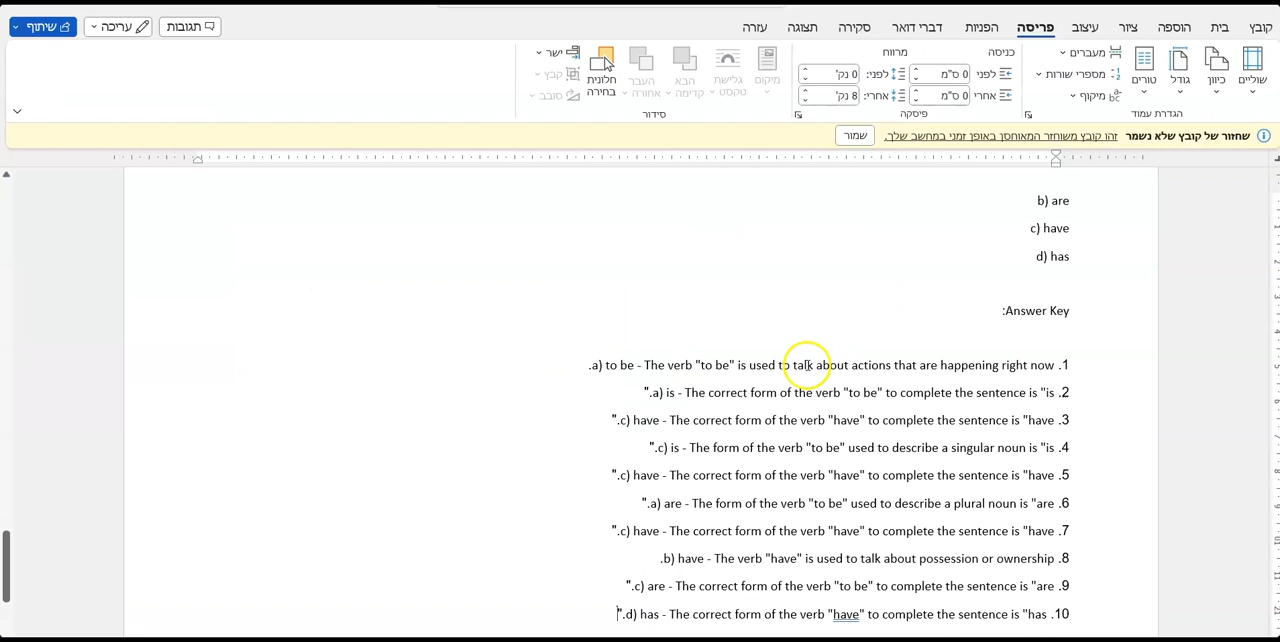 קובץ בית הוספה ציור עיצוב פריסה הפניות דברי דואר סקירה תצוגה עזרה תגובות עריכה שיתוף
שוליים כיוון גודל טורים מעברים מספרי שורות מיקוף
הגדרת עמוד
כניסה מרווח
לפני 0 ס"מ לפני: 0 נק'
אחרי 0 ס"מ אחרי: 8 נק'
פיסקה
מיקום גלישת טקסט הבא קדימה העבר אחורה חלונית בחירה ישר קבץ סובב
סידור
שחזור של קובץ שלא נשמר זהו קובץ משוחזר המאוחסן באופן זמני במחשב שלך. שמור
b) are
c) have
d) has
:Answer Key
.a) to be - The verb "to be" is used to talk about actions that are happening right now .1
".a) is - The correct form of the verb "to be" to complete the sentence is "is .2
".c) have - The correct form of the verb "have" to complete the sentence is "have .3
".c) is - The form of the verb "to be" used to describe a singular noun is "is .4
".c) have - The correct form of the verb "have" to complete the sentence is "have .5
".a) are - The form of the verb "to be" used to describe a plural noun is "are .6
".c) have - The correct form of the verb "have" to complete the sentence is "have .7
.b) have - The verb "have" is used to talk about possession or ownership .8
".c) are - The correct form of the verb "to be" to complete the sentence is "are .9
".d) has - The correct form of the verb "have" to complete the sentence is "has .10